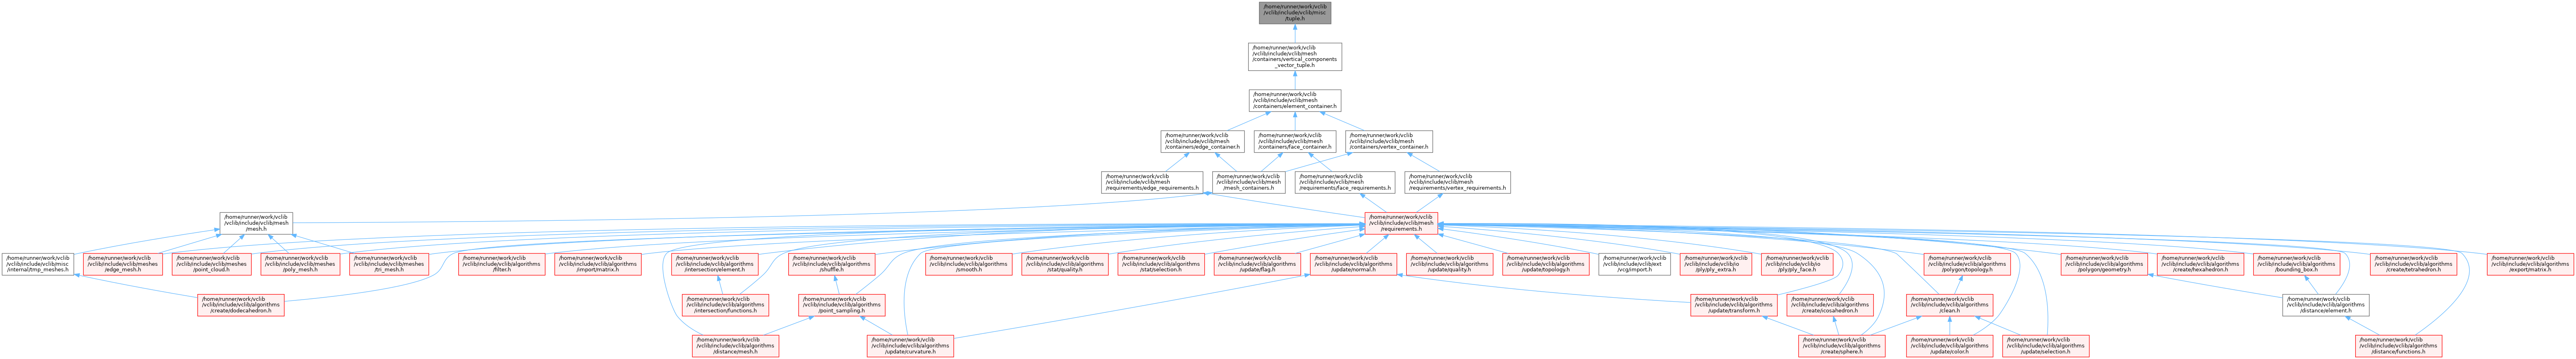 /home/runner/work/vclib
/vclib/include/vclib/misc
/tuple.h
/home/runner/work/vclib
/vclib/include/vclib/mesh
/containers/vertical_components
_vector_tuple.h
/home/runner/work/vclib
/vclib/include/vclib/mesh
/containers/element_container.h
/home/runner/work/vclib
/vclib/include/vclib/mesh
/containers/edge_container.h
/home/runner/work/vclib
/vclib/include/vclib/mesh
/containers/face_container.h
/home/runner/work/vclib
/vclib/include/vclib/mesh
/containers/vertex_container.h
/home/runner/work/vclib
/vclib/include/vclib/mesh
/requirements/edge_requirements.h
/home/runner/work/vclib
/vclib/include/vclib/mesh
/mesh_containers.h
/home/runner/work/vclib
/vclib/include/vclib/mesh
/requirements/face_requirements.h
/home/runner/work/vclib
/vclib/include/vclib/mesh
/requirements/vertex_requirements.h
/home/runner/work/vclib
/vclib/include/vclib/mesh
/mesh.h
/home/runner/work/vclib
/vclib/include/vclib/mesh
/requirements.h
/home/runner/work/vclib
/vclib/include/vclib/misc
/internal/tmp_meshes.h
/home/runner/work/vclib
/vclib/include/vclib/meshes
/edge_mesh.h
/home/runner/work/vclib
/vclib/include/vclib/meshes
/point_cloud.h
/home/runner/work/vclib
/vclib/include/vclib/meshes
/poly_mesh.h
/home/runner/work/vclib
/vclib/include/vclib/meshes
/tri_mesh.h
/home/runner/work/vclib
/vclib/include/vclib/algorithms
/filter.h
/home/runner/work/vclib
/vclib/include/vclib/algorithms
/import/matrix.h
/home/runner/work/vclib
/vclib/include/vclib/algorithms
/intersection/element.h
/home/runner/work/vclib
/vclib/include/vclib/algorithms
/shuffle.h
/home/runner/work/vclib
/vclib/include/vclib/algorithms
/smooth.h
/home/runner/work/vclib
/vclib/include/vclib/algorithms
/stat/quality.h
/home/runner/work/vclib
/vclib/include/vclib/algorithms
/stat/selection.h
/home/runner/work/vclib
/vclib/include/vclib/algorithms
/update/flag.h
/home/runner/work/vclib
/vclib/include/vclib/algorithms
/update/normal.h
/home/runner/work/vclib
/vclib/include/vclib/algorithms
/update/quality.h
/home/runner/work/vclib
/vclib/include/vclib/algorithms
/update/topology.h
/home/runner/work/vclib
/vclib/include/vclib/ext
/vcg/import.h
/home/runner/work/vclib
/vclib/include/vclib/io
/ply/ply_extra.h
/home/runner/work/vclib
/vclib/include/vclib/io
/ply/ply_face.h
/home/runner/work/vclib
/vclib/include/vclib/algorithms
/polygon/topology.h
/home/runner/work/vclib
/vclib/include/vclib/algorithms
/polygon/geometry.h
/home/runner/work/vclib
/vclib/include/vclib/algorithms
/create/hexahedron.h
/home/runner/work/vclib
/vclib/include/vclib/algorithms
/bounding_box.h
/home/runner/work/vclib
/vclib/include/vclib/algorithms
/create/tetrahedron.h
/home/runner/work/vclib
/vclib/include/vclib/algorithms
/export/matrix.h
/home/runner/work/vclib
/vclib/include/vclib/algorithms
/create/dodecahedron.h
/home/runner/work/vclib
/vclib/include/vclib/algorithms
/intersection/functions.h
/home/runner/work/vclib
/vclib/include/vclib/algorithms
/point_sampling.h
/home/runner/work/vclib
/vclib/include/vclib/algorithms
/update/transform.h
/home/runner/work/vclib
/vclib/include/vclib/algorithms
/create/icosahedron.h
/home/runner/work/vclib
/vclib/include/vclib/algorithms
/clean.h
/home/runner/work/vclib
/vclib/include/vclib/algorithms
/distance/element.h
/home/runner/work/vclib
/vclib/include/vclib/algorithms
/distance/mesh.h
/home/runner/work/vclib
/vclib/include/vclib/algorithms
/update/curvature.h
/home/runner/work/vclib
/vclib/include/vclib/algorithms
/create/sphere.h
/home/runner/work/vclib
/vclib/include/vclib/algorithms
/update/color.h
/home/runner/work/vclib
/vclib/include/vclib/algorithms
/update/selection.h
/home/runner/work/vclib
/vclib/include/vclib/algorithms
/distance/functions.h